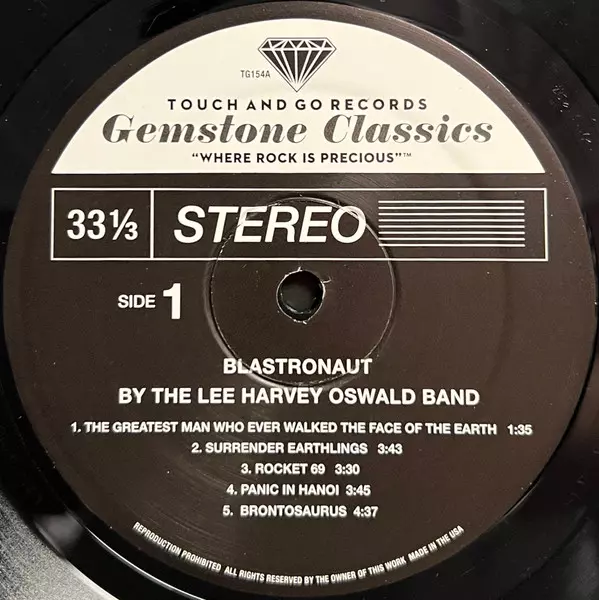 TG154A
TOUCH AND GO RECORDS
Gemstone Classics
"WHERE ROCK IS PRECIOUS"™
33⅓ STEREO
SIDE 1
BLASTRONAUT
BY THE LEE HARVEY OSWALD BAND
1. THE GREATEST MAN WHO EVER WALKED THE FACE OF THE EARTH 1:35
2. SURRENDER EARTHLINGS 3:43
3. ROCKET 69 3:30
4. PANIC IN HANOI 3:45
5. BRONTOSAURUS 4:37
REPRODUCTION PROHIBITED ALL RIGHTS RESERVED BY THE OWNER OF THIS WORK MADE IN THE USA